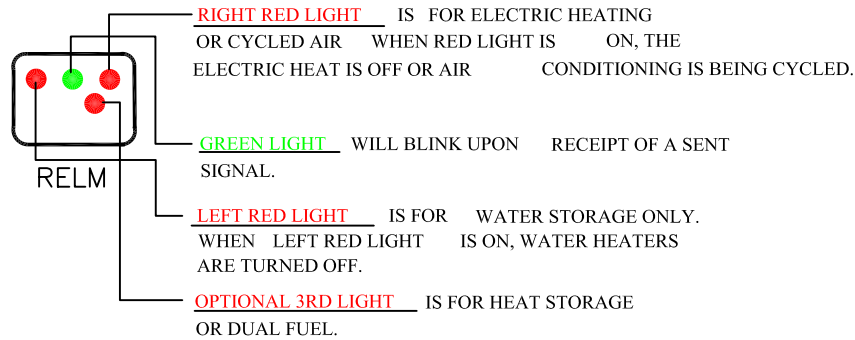 RIGHT RED LIGHT IS FOR ELECTRIC HEATING
OR CYCLED AIR WHEN RED LIGHT IS ON, THE
ELECTRIC HEAT IS OFF OR AIR CONDITIONING IS BEING CYCLED.
GREEN LIGHT WILL BLINK UPON RECEIPT OF A SENT
SIGNAL.
RELM
LEFT RED LIGHT IS FOR WATER STORAGE ONLY.
WHEN LEFT RED LIGHT IS ON, WATER HEATERS
ARE TURNED OFF.
OPTIONAL 3RD LIGHT IS FOR HEAT STORAGE
OR DUAL FUEL.